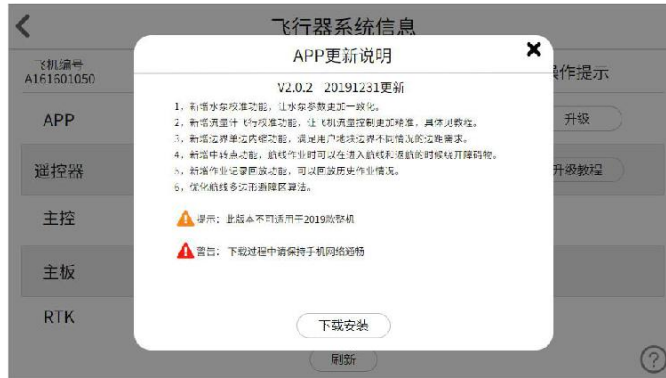 飞行器系统信息
APP更新说明
飞机编号
A161601050
操作提示
V2.0.2 20191231更新
1，新增水泵校准功能，让水泵参数更加一致化。
2，新增流量计飞行校准功能，让飞机流量控制更加精准，具体见教程。
3，新增边界单边内缩功能，满足用户地块边界不同情况的边距需求。
4，新增中转点功能，航线作业时可以在进入航线和返航的时候绕开障碍物。
5，新增作业记录回放功能，可以回放历史作业情况。
6，优化航线多边形避障区算法。
APP
升级
遥控器
升级教程
主控
提示：此版本不可适用于2019款整机
警告：下载过程中请保持手机网络通畅
主板
RTK
下载安装
刷新